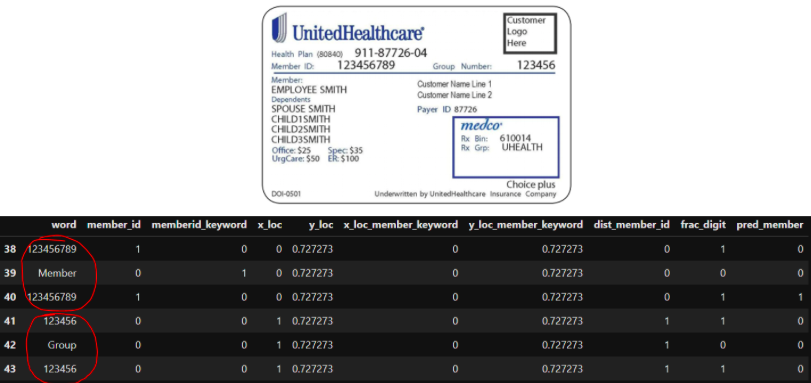 UnitedHealthcare®
Customer
Logo
Here
Health Plan (80840) 911-87726-04
Member ID: 123456789 Group Number: 123456
Member:
EMPLOYEE SMITH
Dependents
SPOUSE SMITH
CHILD1SMITH
CHILD2SMITH
CHILD3SMITH
Office: $25 Spec: $35
UrgCare: $50 ER: $100
Customer Name Line 1
Customer Name Line 2
Payer ID 87726
medco
Rx Bin: 610014
Rx Grp: UHEALTH
Choice plus
DOI-0501 Underwritten by UnitedHealthcare Insurance Company
word member_id memberid_keyword x_loc y_loc x_loc_member_keyword y_loc_member_keyword dist_member_id frac_digit pred_member
38 123456789 1 0 0 0.727273 0 0.727273 0 1 0
39 Member 0 1 0 0.727273 0 0.727273 0 0 0
40 123456789 1 0 0 0.727273 0 0.727273 0 1 1
41 123456 0 0 1 0.727273 0 0.727273 1 1 0
42 Group 0 0 1 0.727273 0 0.727273 1 0 0
43 123456 0 0 1 0.727273 0 0.727273 1 1 0